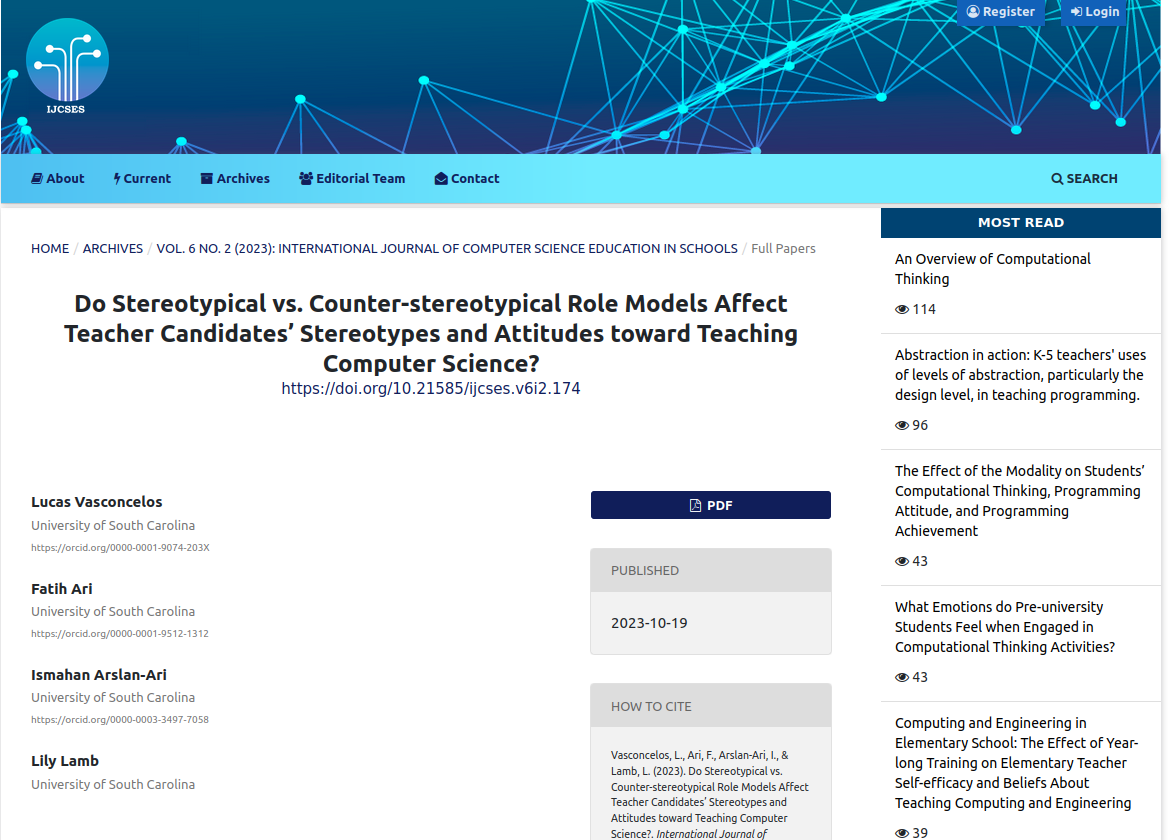 Register
Login
IJCSES
About
Current
Archives
Editorial Team
Contact
SEARCH
HOME / ARCHIVES / VOL. 6 NO. 2 (2023): INTERNATIONAL JOURNAL OF COMPUTER SCIENCE EDUCATION IN SCHOOLS / Full Papers
Do Stereotypical vs. Counter-stereotypical Role Models Affect
Teacher Candidates’ Stereotypes and Attitudes toward Teaching
Computer Science?
https://doi.org/10.21585/ijcses.v6i2.174
Lucas Vasconcelos
University of South Carolina
https://orcid.org/0000-0001-9074-203X
Fatih Ari
University of South Carolina
https://orcid.org/0000-0001-9512-1312
Ismahan Arslan-Ari
University of South Carolina
https://orcid.org/0000-0003-3497-7058
Lily Lamb
University of South Carolina
PDF
PUBLISHED
2023-10-19
HOW TO CITE
Vasconcelos, L., Ari, F., Arslan-Ari, I., &
Lamb, L. (2023). Do Stereotypical vs.
Counter-stereotypical Role Models Affect
Teacher Candidates’ Stereotypes and
Attitudes toward Teaching Computer
Science?. International Journal of
MOST READ
An Overview of Computational
Thinking
114
Abstraction in action: K-5 teachers' uses
of levels of abstraction, particularly the
design level, in teaching programming.
96
The Effect of the Modality on Students’
Computational Thinking, Programming
Attitude, and Programming
Achievement
43
What Emotions do Pre-university
Students Feel when Engaged in
Computational Thinking Activities?
43
Computing and Engineering in
Elementary School: The Effect of Year-
long Training on Elementary Teacher
Self-efficacy and Beliefs About
Teaching Computing and Engineering
39